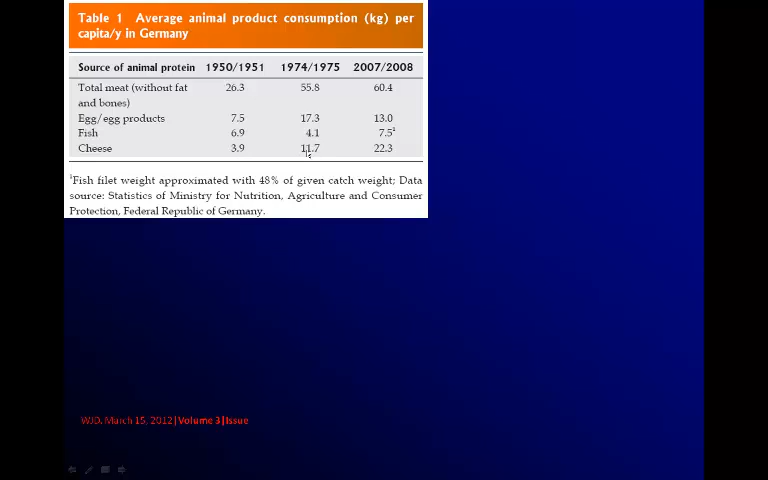 Table 1 Average animal product consumption (kg) per
capita/y in Germany
Source of animal protein 1950/1951 1974/1975 2007/2008
Total meat (without fat 26.3 55.8 60.4
and bones)
Egg/egg products 7.5 17.3 13.0
Fish 6.9 4.1 7.5¹
Cheese 3.9 11.7 22.3
¹Fish filet weight approximated with 48% of given catch weight; Data
source: Statistics of Ministry for Nutrition, Agriculture and Consumer
Protection, Federal Republic of Germany.
WJD, March 15, 2012|Volume 3|Issue